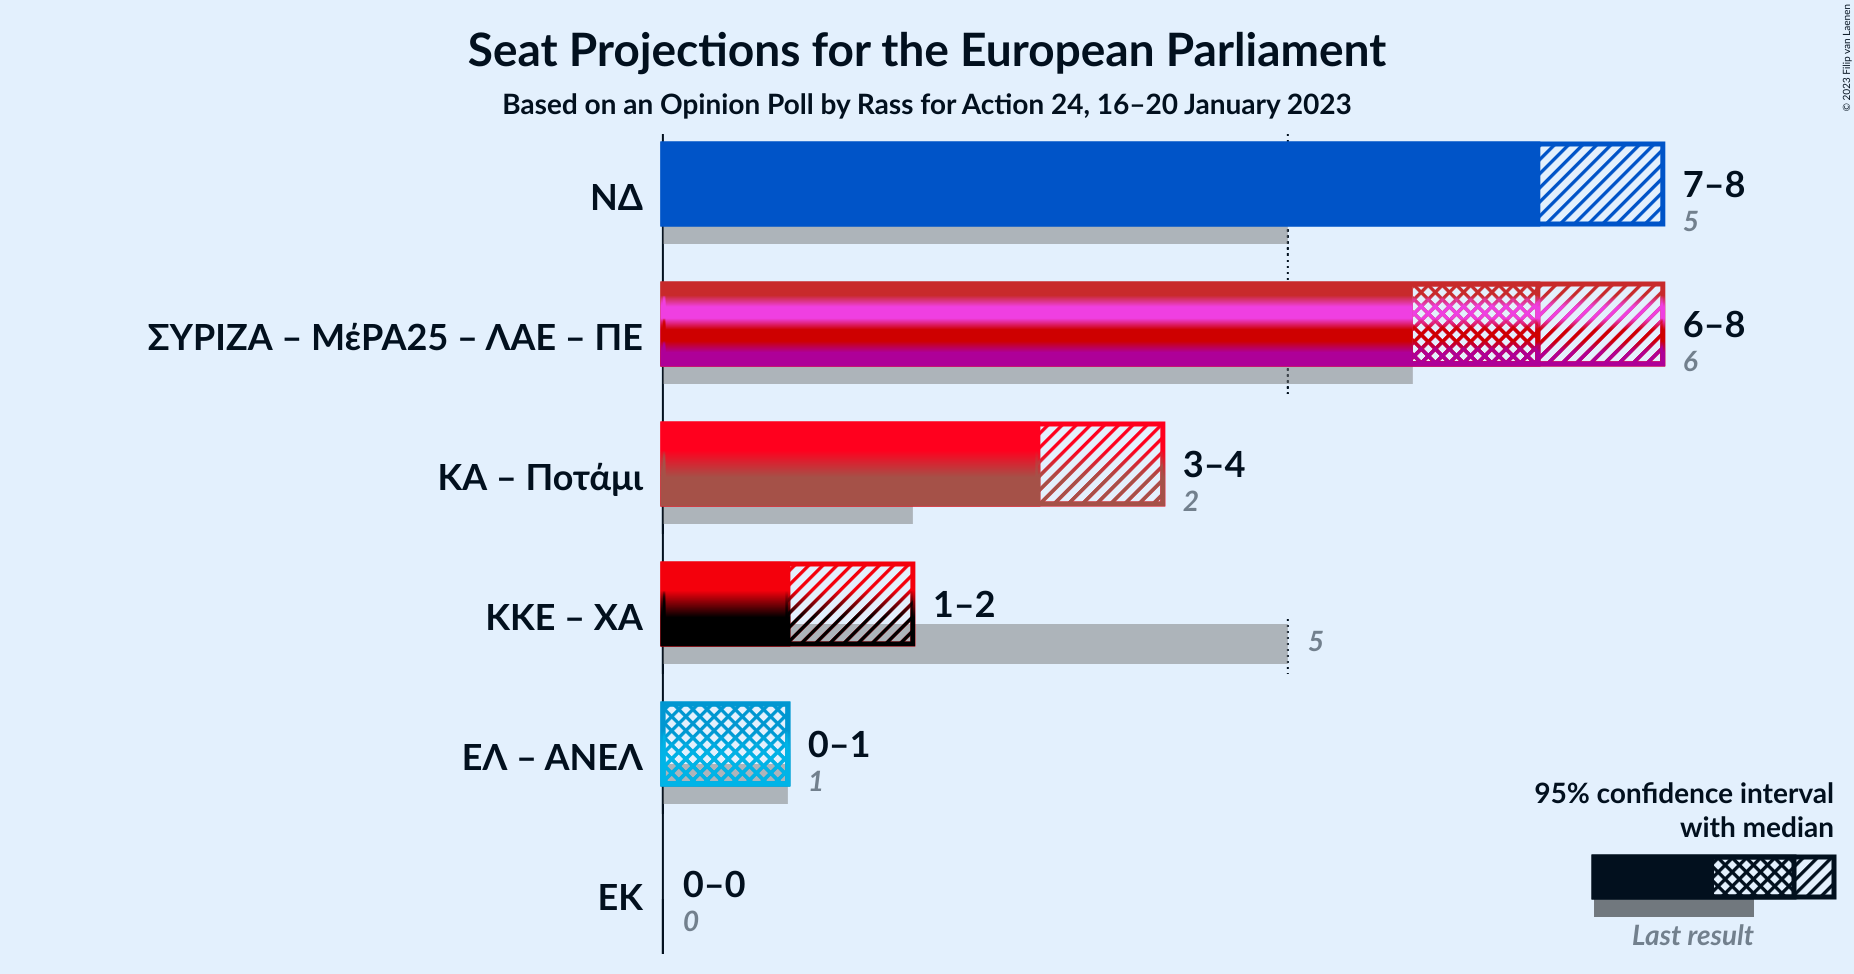 Seat Projections for the European Parliament
Based on an Opinion Poll by Rass for Action 24, 16–20 January 2023
© 2023 Filip van Laenen
ΝΔ
7–8
5
ΣΥΡΙΖΑ – ΜέΡΑ25 – ΛΑΕ – ΠΕ
6–8
6
ΚΑ – Ποτάμι
3–4
2
ΚΚΕ – ΧΑ
1–2
5
ΕΛ – ΑΝΕΛ
0–1
1
ΕΚ
0–0
0
95% confidence interval
with median
Last result